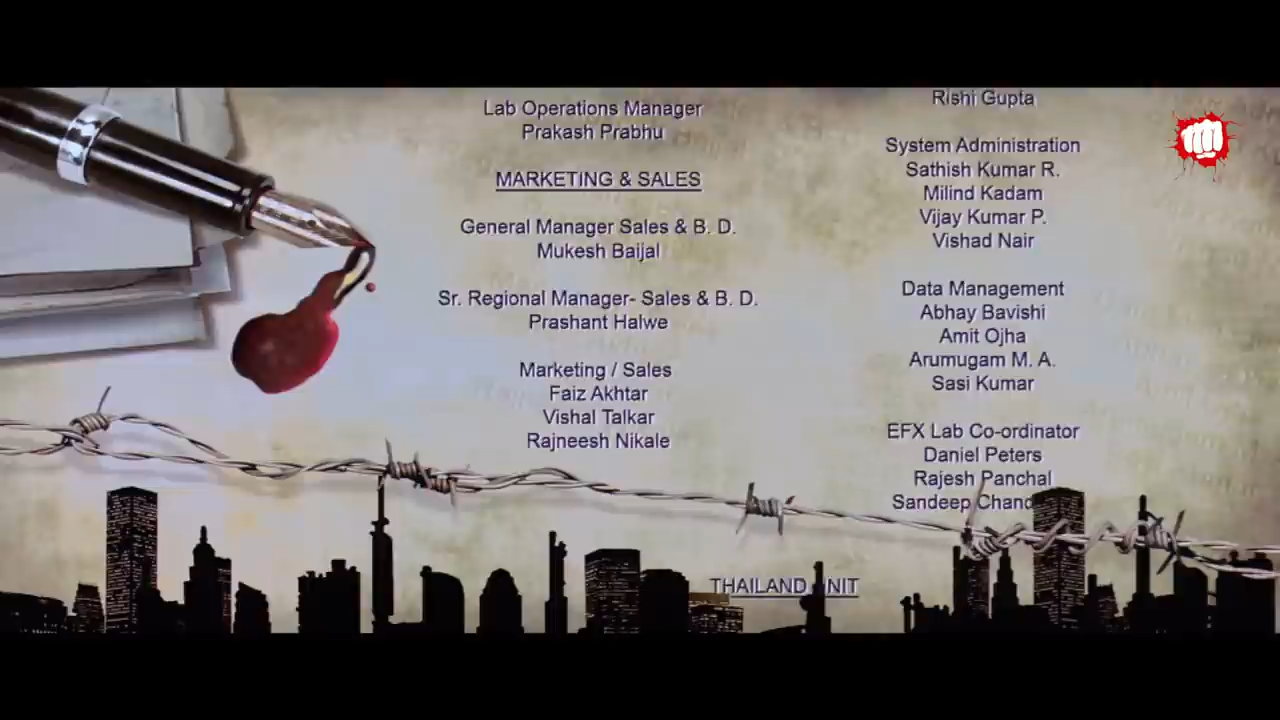 Lab Operations Manager
Prakash Prabhu
MARKETING & SALES
General Manager Sales & B. D.
Mukesh Baijal
Sr. Regional Manager- Sales & B. D.
Prashant Halwe
Marketing / Sales
Faiz Akhtar
Vishal Talkar
Rajneesh Nikale
Rishi Gupta
System Administration
Sathish Kumar R.
Milind Kadam
Vijay Kumar P.
Vishad Nair
Data Management
Abhay Bavishi
Amit Ojha
Arumugam M. A.
Sasi Kumar
EFX Lab Co-ordinator
Daniel Peters
Rajesh Panchal
Sandeep
THAILAND